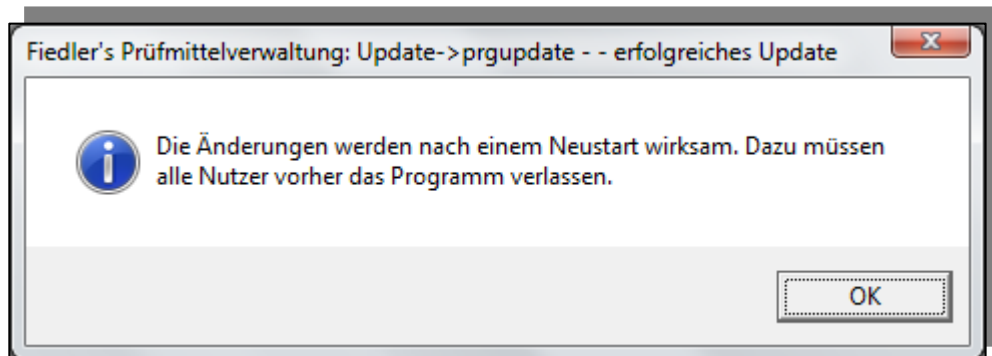 Fiedler's Prüfmittelverwaltung: Update->prgupdate - - erfolgreiches Update
Die Änderungen werden nach einem Neustart wirksam. Dazu müssen
alle Nutzer vorher das Programm verlassen.
OK